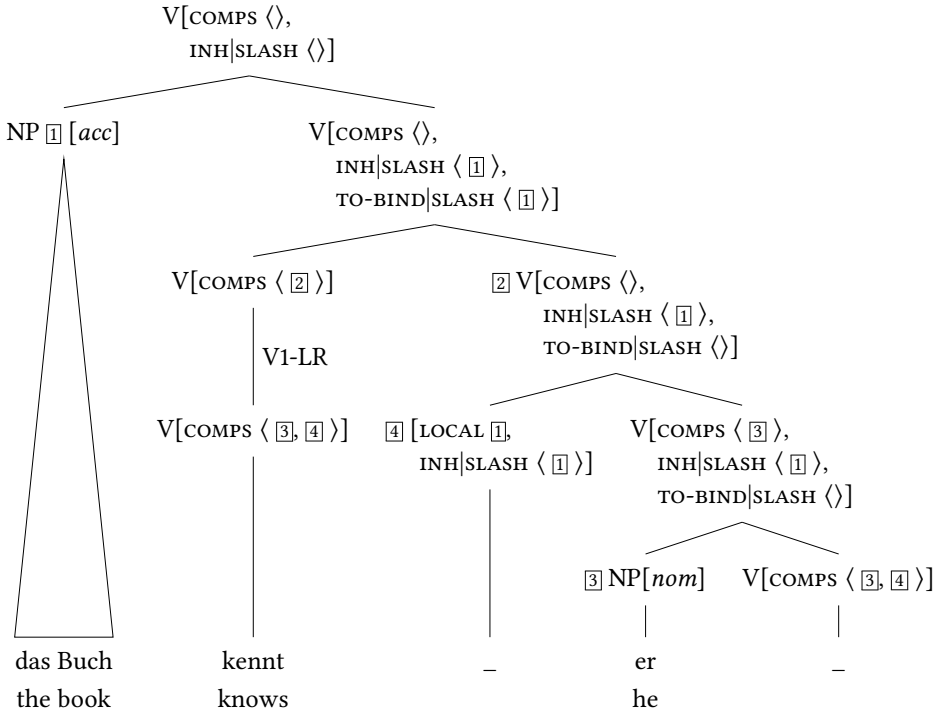 V[COMPS ⟨⟩,
INH|SLASH ⟨⟩]
NP 1 [acc]
V[COMPS ⟨⟩,
INH|SLASH ⟨ 1 ⟩,
TO-BIND|SLASH ⟨ 1 ⟩]
V[COMPS ⟨ 2 ⟩]
2 V[COMPS ⟨⟩,
INH|SLASH ⟨ 1 ⟩,
TO-BIND|SLASH ⟨⟩]
V1-LR
V[COMPS ⟨ 3, 4 ⟩]
4 [LOCAL 1,
INH|SLASH ⟨ 1 ⟩]
V[COMPS ⟨ 3 ⟩,
INH|SLASH ⟨ 1 ⟩,
TO-BIND|SLASH ⟨⟩]
3 NP[nom]
V[COMPS ⟨ 3, 4 ⟩]
das Buch kennt _ er _
the book knows he